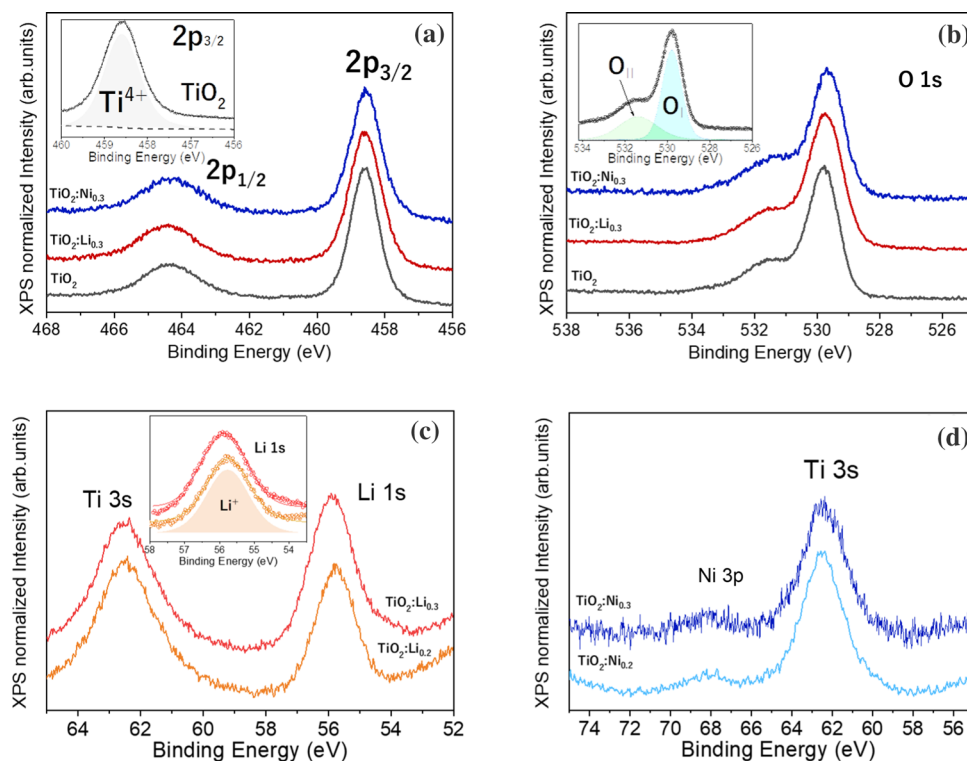 (a)
2p3/2
2p3/2
Ti4+
TiO2
460 459 458 457 456
Binding Energy (eV)
2p1/2
TiO2:Ni0.3
TiO2:Li0.3
TiO2
468 466 464 462 460 458 456
Binding Energy (eV)
XPS normalized Intensity (arb.units)
(b)
O 1s
OII
OI
534 532 530 528 526
Binding Energy (eV)
TiO2:Ni0.3
TiO2:Li0.3
TiO2
538 536 534 532 530 528 526
Binding Energy (eV)
XPS normalized Intensity (arb.units)
(c)
Ti 3s
Li 1s
Li 1s
Li+
58 57 56 55 54
Binding Energy (eV)
TiO2:Li0.3
TiO2:Li0.2
64 62 60 58 56 54 52
Binding Energy (eV)
XPS normalized Intensity (arb.units)
(d)
Ti 3s
Ni 3p
TiO2:Ni0.3
TiO2:Ni0.2
74 72 70 68 66 64 62 60 58 56
Binding Energy (eV)
XPS normalized Intensity (arb.units)